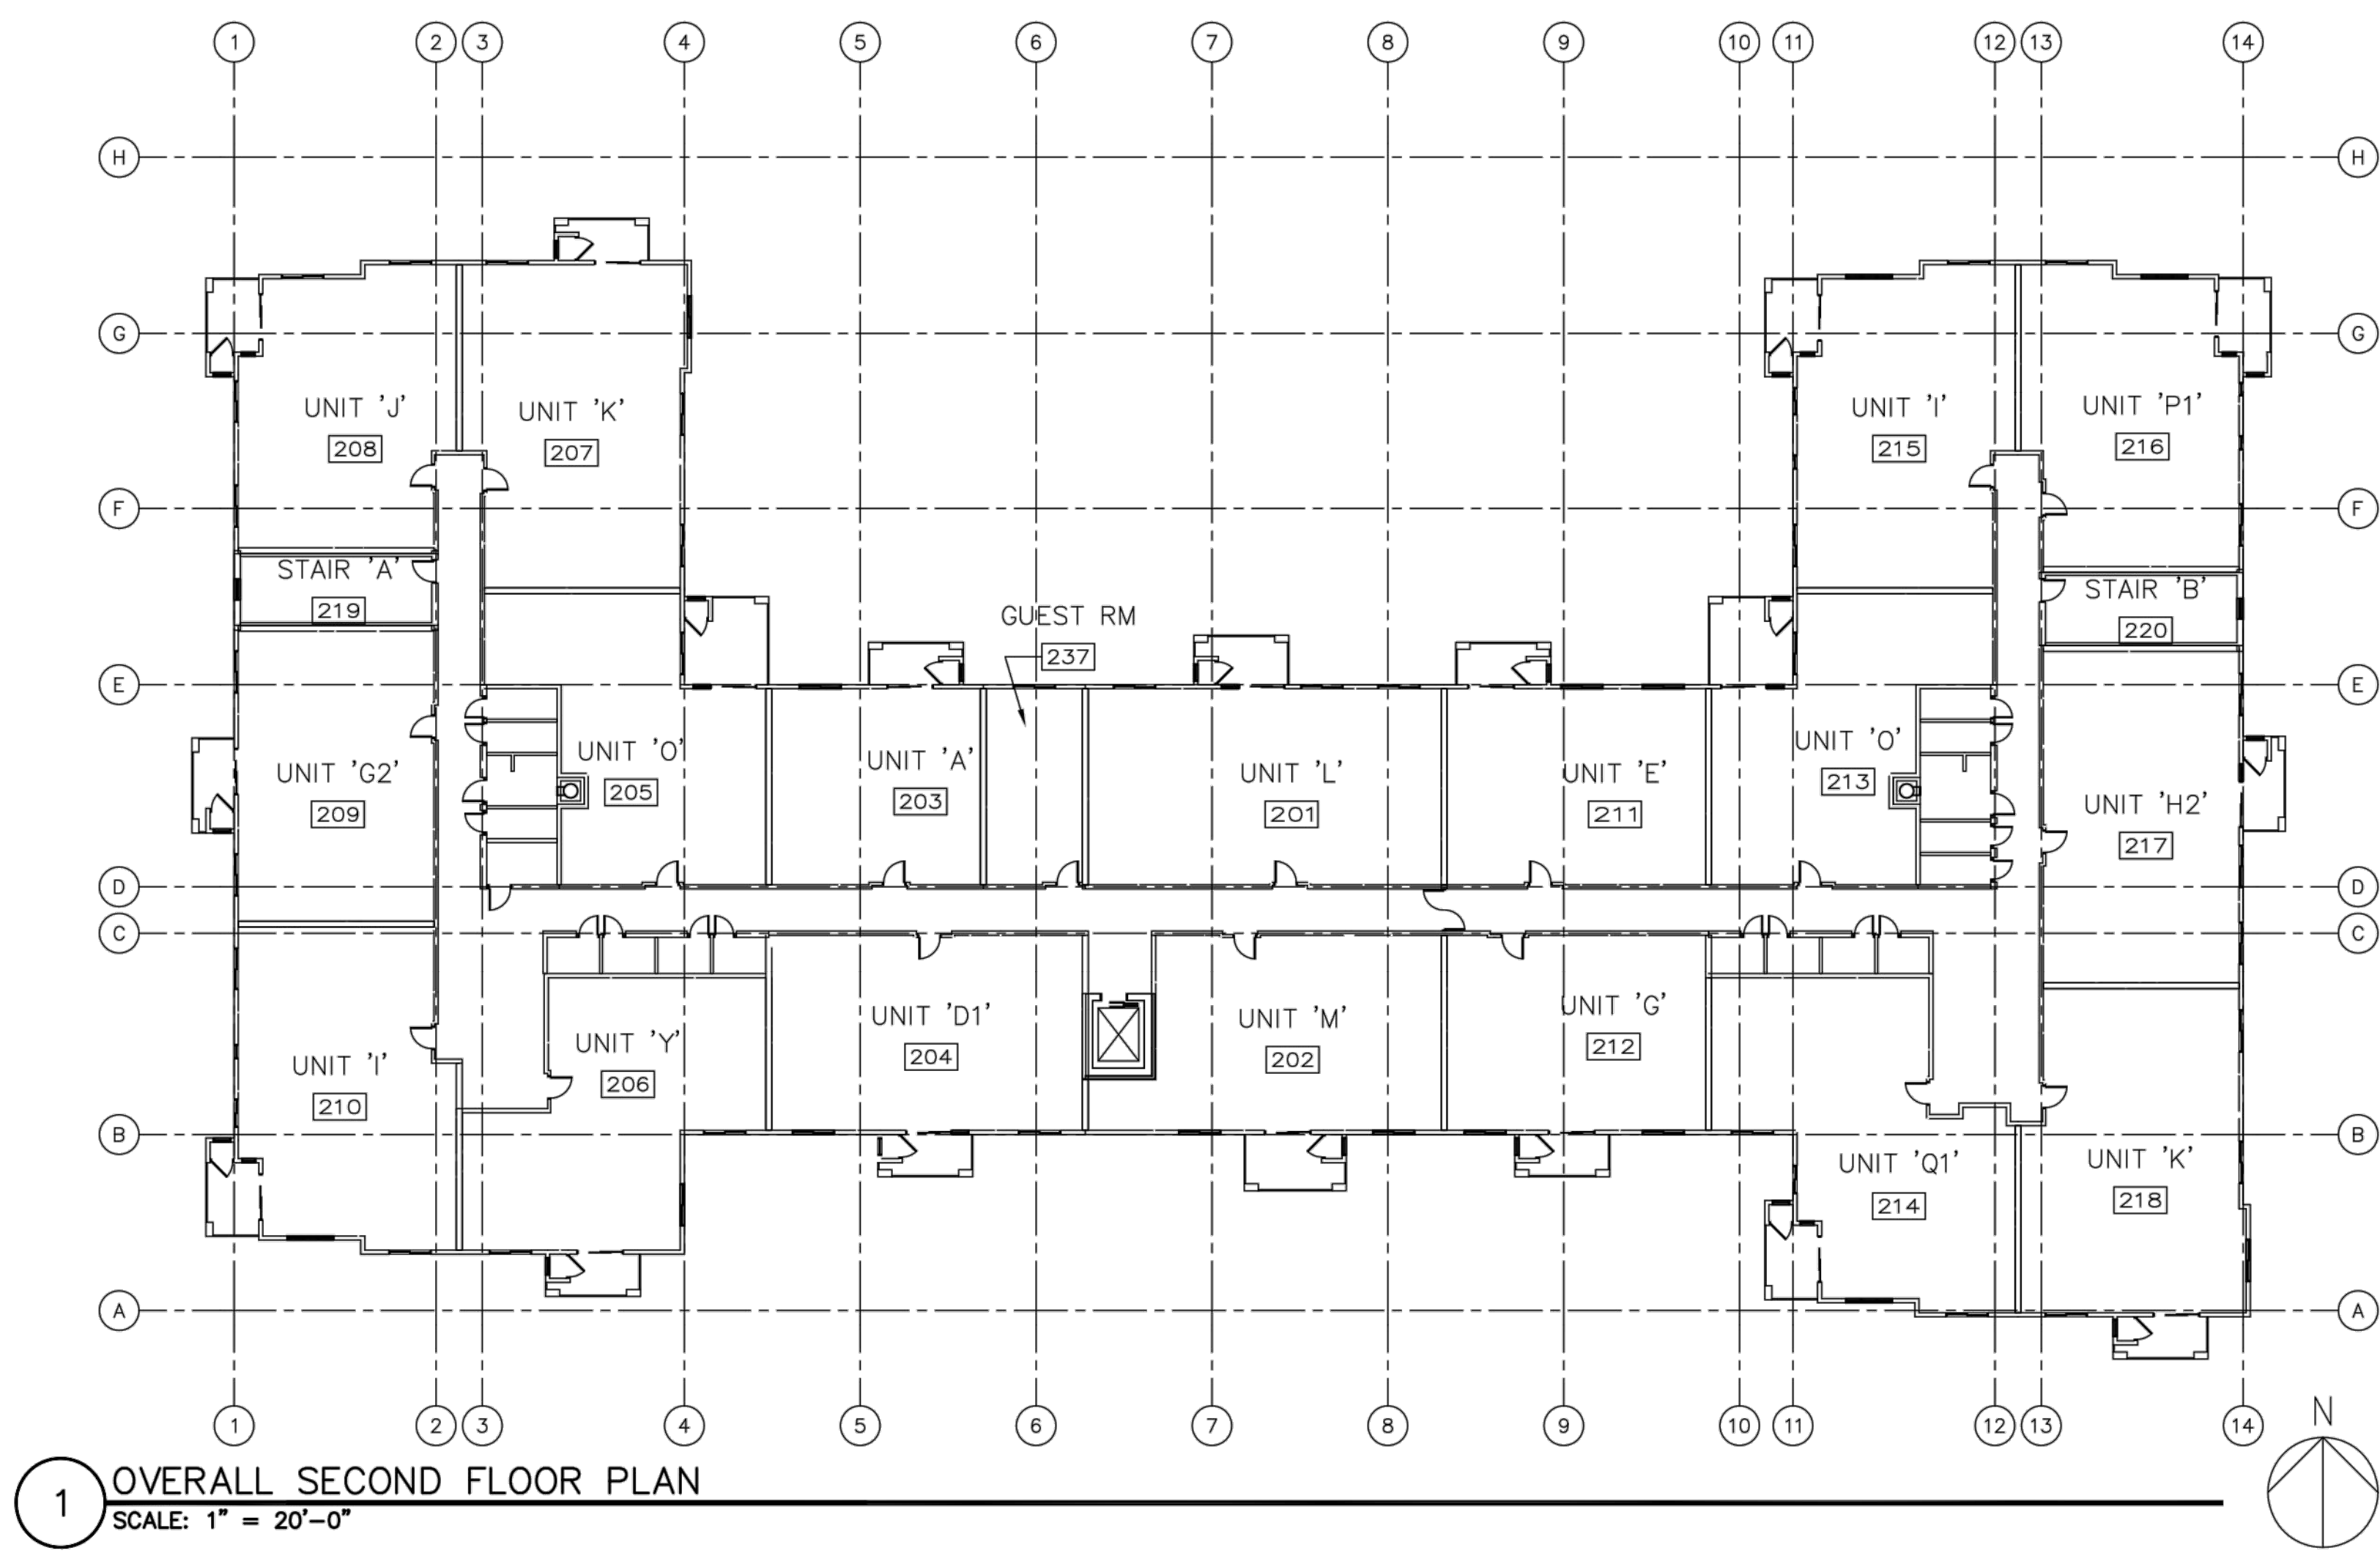 1 2 3 4 5 6 7 8 9 10 11 12 13 14
H H
G G
UNIT 'J'
208
UNIT 'K'
207
UNIT 'I'
215
UNIT 'P1'
216
F F
STAIR 'A'
219
STAIR 'B'
220
GUEST RM
237
E E
UNIT 'G2'
209
UNIT 'O'
205
UNIT 'A'
203
UNIT 'L'
201
UNIT 'E'
211
UNIT 'O'
213
UNIT 'H2'
217
D D
C C
UNIT 'I'
210
UNIT 'Y'
206
UNIT 'D1'
204
UNIT 'M'
202
UNIT 'G'
212
B B
UNIT 'Q1'
214
UNIT 'K'
218
A A
1 2 3 4 5 6 7 8 9 10 11 12 13 14
N
1
OVERALL SECOND FLOOR PLAN
SCALE: 1" = 20'-0"